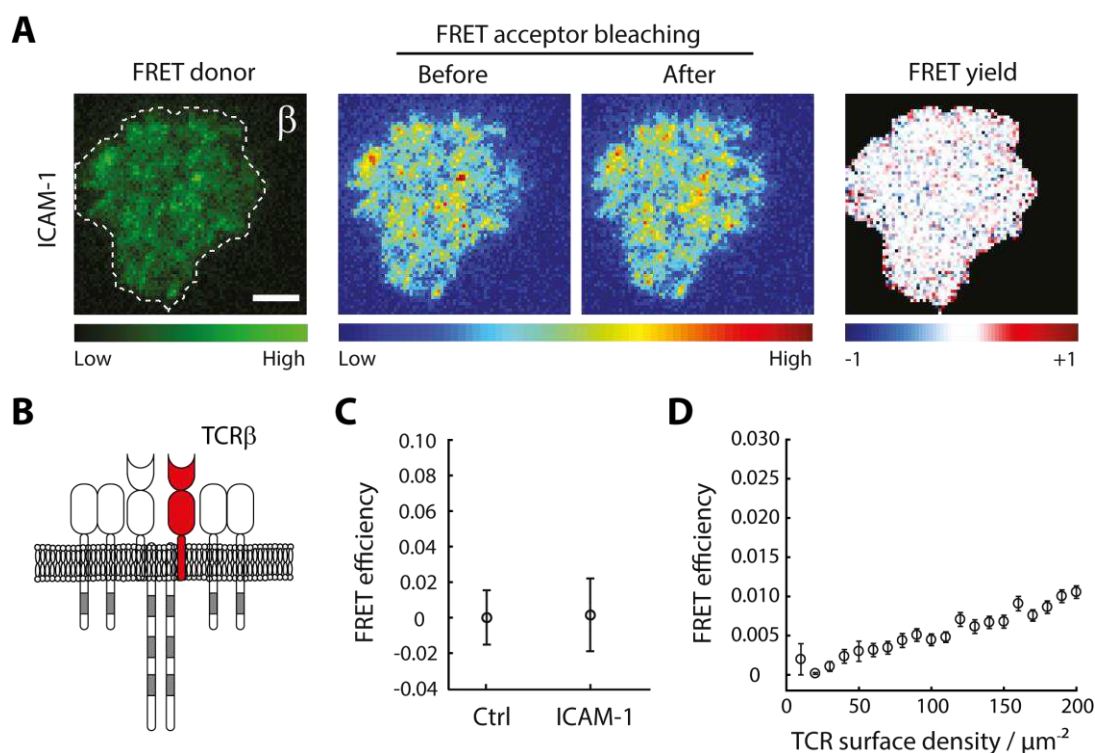 A
FRET acceptor bleaching
FRET donor
Before
After
FRET yield
ICAM-1
β
Low
High
Low
High
-1
+1
B
TCRβ
C
FRET efficiency
0.10
0.08
0.06
0.04
0.02
0
-0.02
-0.04
Ctrl
ICAM-1
D
FRET efficiency
0.030
0.025
0.020
0.015
0.010
0.005
0
0
50
100
150
200
TCR surface density / µm⁻²